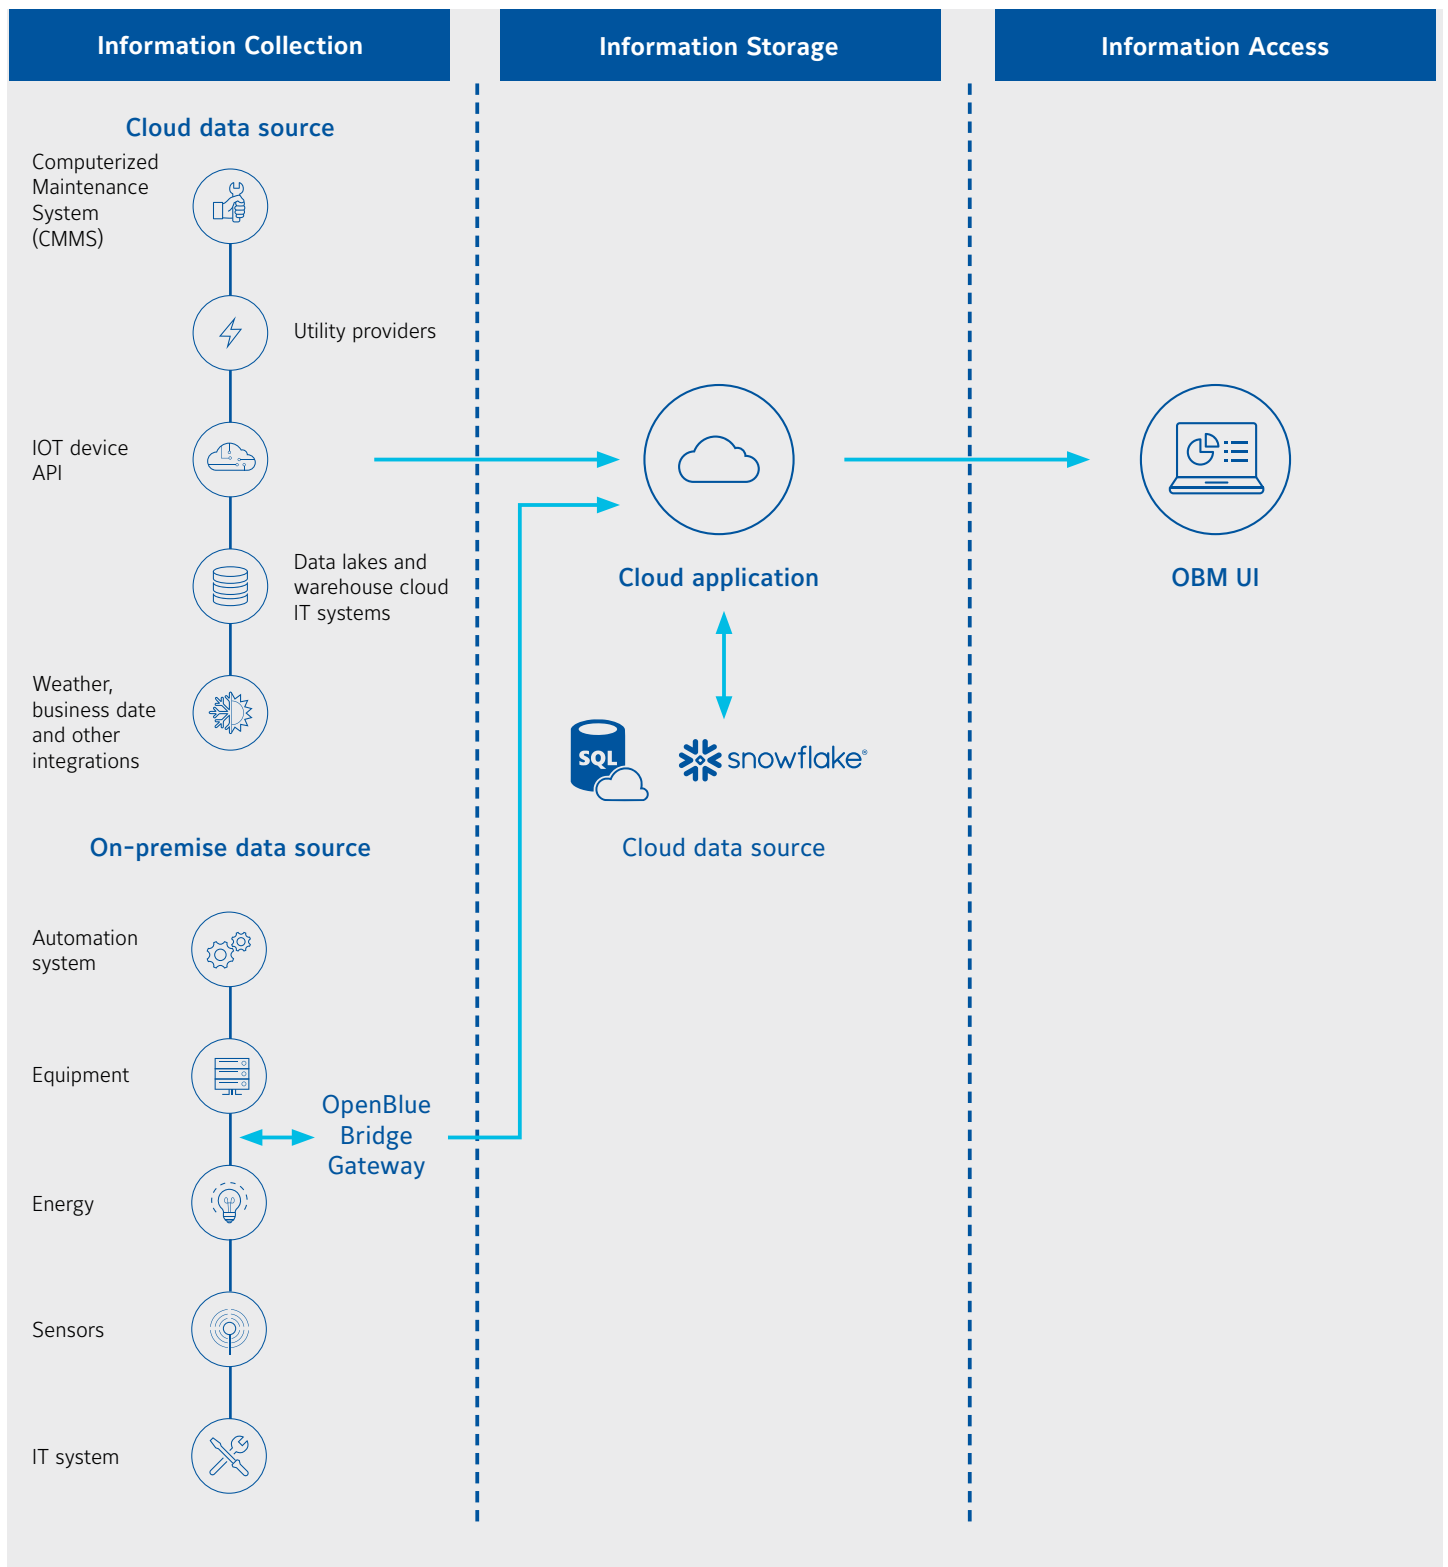 Information Collection
Information Storage
Information Access
Cloud data source
Computerized
Maintenance
System
(CMMS)
Utility providers
IOT device
API
Data lakes and
warehouse cloud
IT systems
Weather,
business date
and other
integrations
On-premise data source
Automation
system
Equipment
OpenBlue
Bridge
Gateway
Energy
Sensors
IT system
Cloud application
SQL
snowflake®
Cloud data source
OBM UI